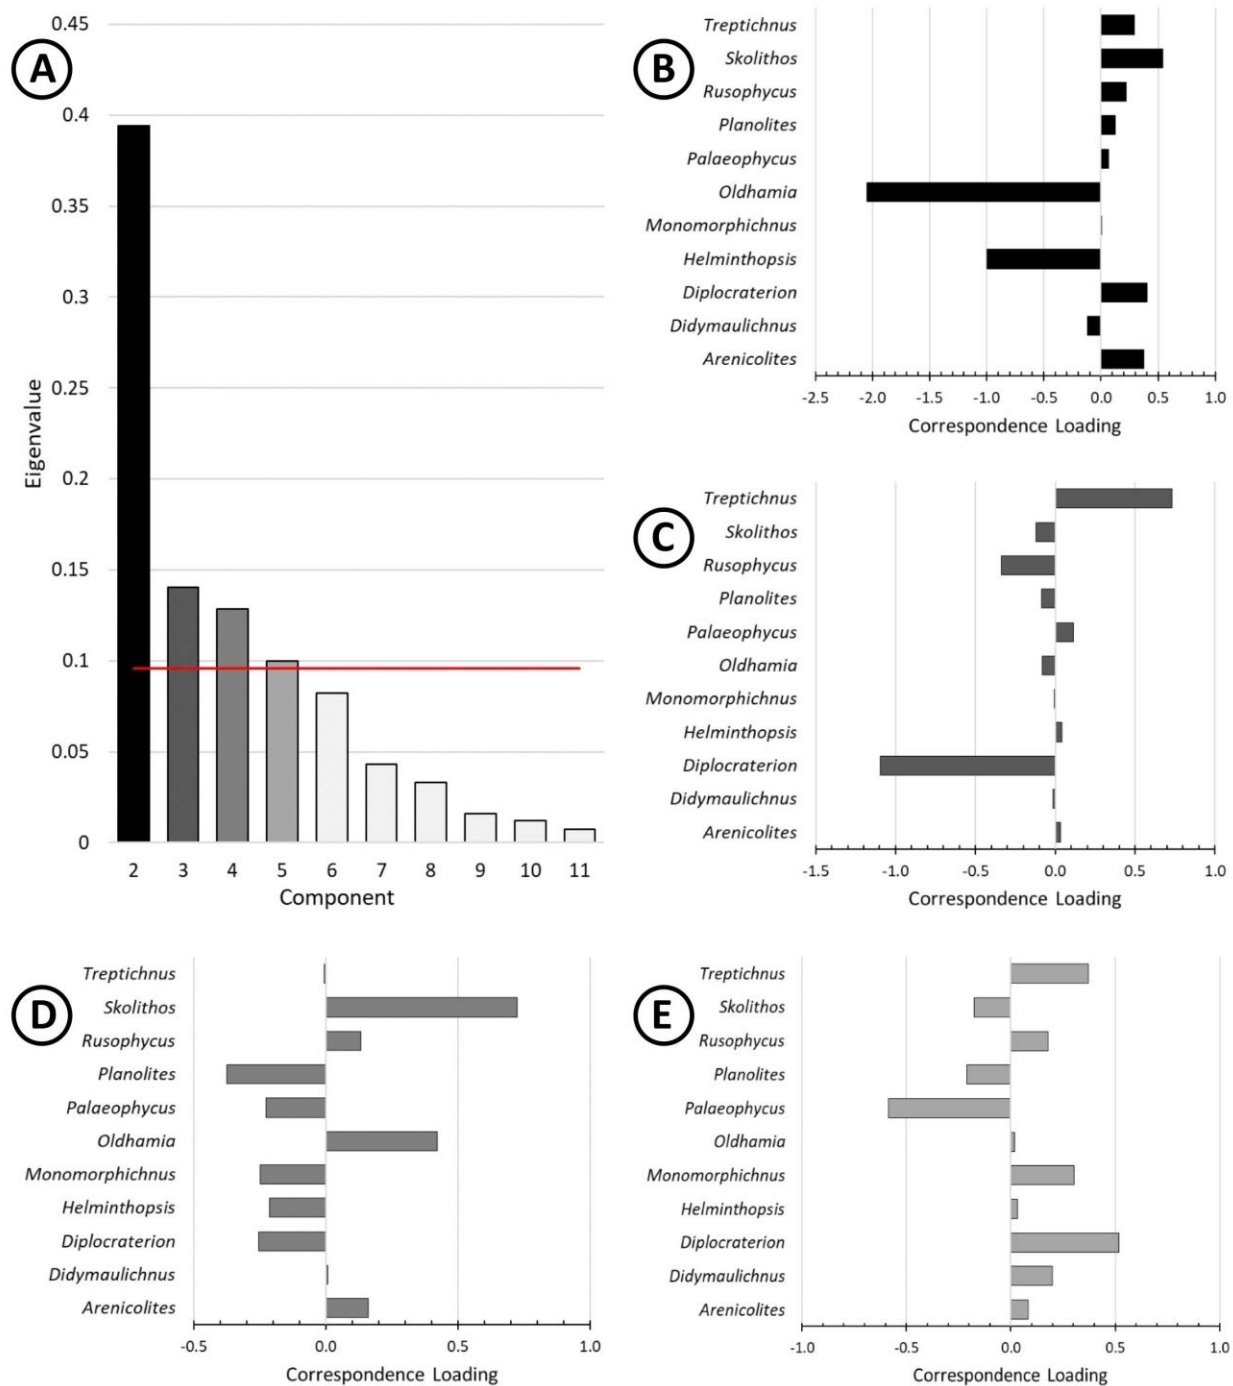 A
0.45
0.4
0.35
0.3
0.25
0.2
0.15
0.1
0.05
0
Eigenvalue
2 3 4 5 6 7 8 9 10 11
Component
B
Treptichnus
Skolithos
Rusophycus
Planolites
Palaeophycus
Oldhamia
Monomorphichnus
Helminthopsis
Diplocraterion
Didymaulichnus
Arenicolites
-2.5 -2.0 -1.5 -1.0 -0.5 0.0 0.5 1.0
Correspondence Loading
C
Treptichnus
Skolithos
Rusophycus
Planolites
Palaeophycus
Oldhamia
Monomorphichnus
Helminthopsis
Diplocraterion
Didymaulichnus
Arenicolites
-1.5 -1.0 -0.5 0.0 0.5 1.0
Correspondence Loading
D
Treptichnus
Skolithos
Rusophycus
Planolites
Palaeophycus
Oldhamia
Monomorphichnus
Helminthopsis
Diplocraterion
Didymaulichnus
Arenicolites
-0.5 0.0 0.5 1.0
Correspondence Loading
E
Treptichnus
Skolithos
Rusophycus
Planolites
Palaeophycus
Oldhamia
Monomorphichnus
Helminthopsis
Diplocraterion
Didymaulichnus
Arenicolites
-1.0 -0.5 0.0 0.5 1.0
Correspondence Loading